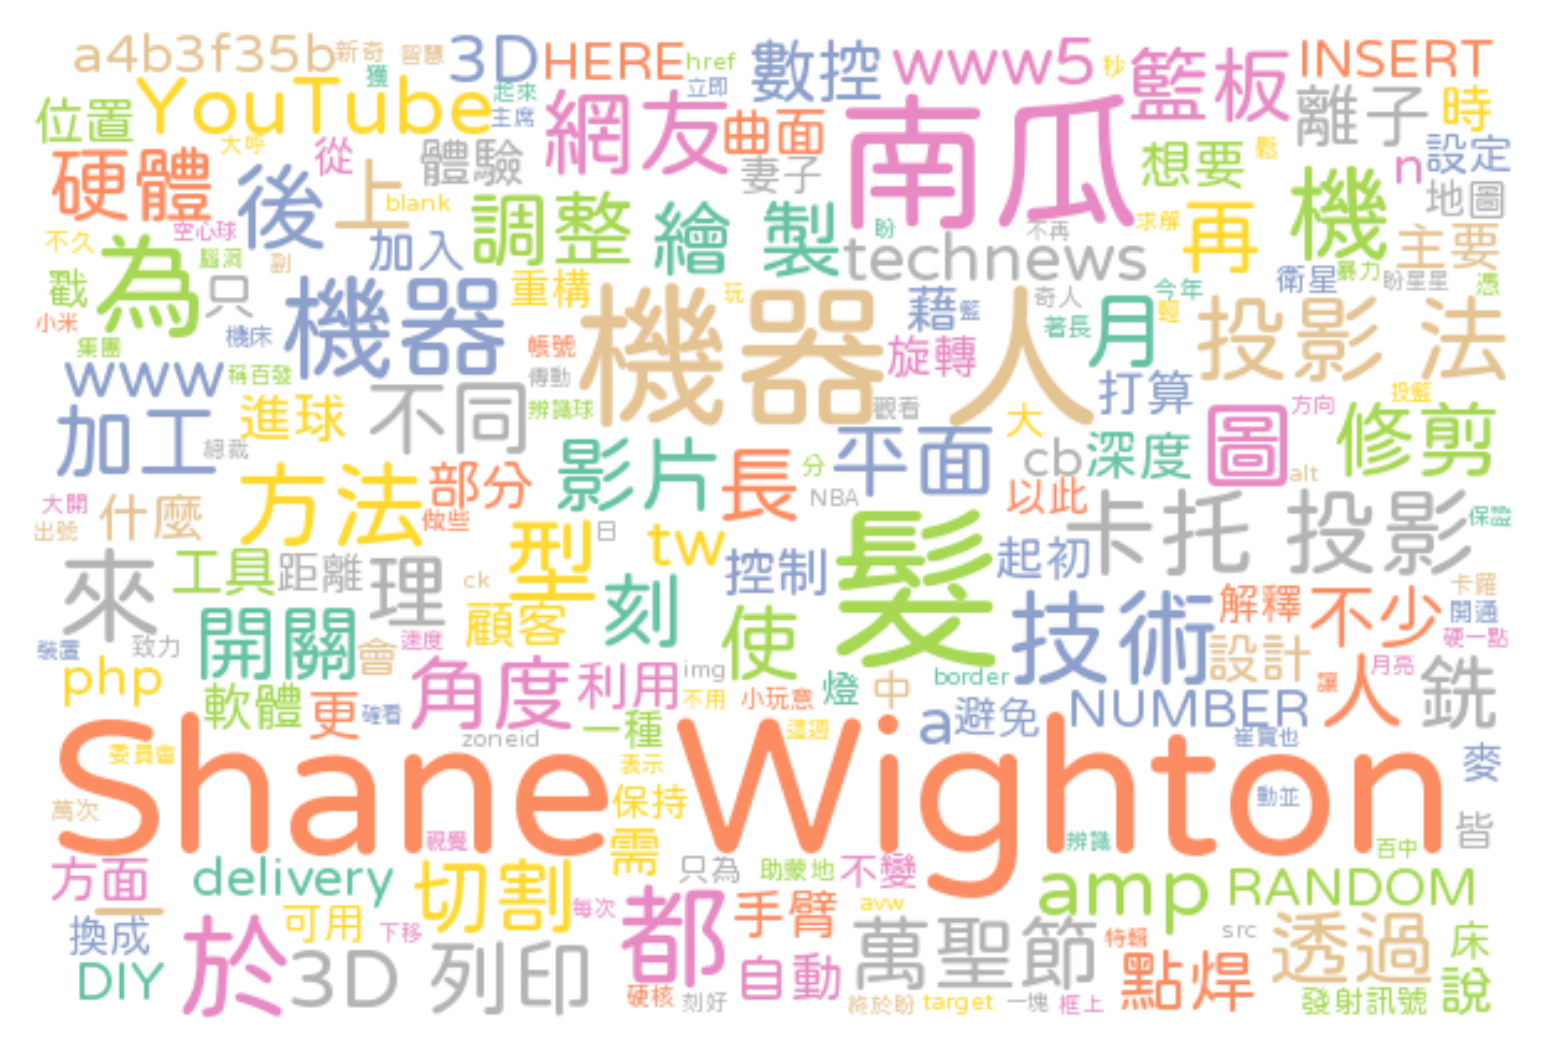 a4b3f35b 新奇 智慧 3D HERE href 數控 www5 秒 籃板 INSERT
獲 立即
位置 YouTube 起來 主席 網友 曲面 南瓜 離子 時
硬體 大呼 從 體驗 妻子 想要 鬆 n 設定
後 上 blank 調整 繪 製 盼 不再 求解 再 機 地圖
不久 空心球 腦洞 副 加入 technews 主要
戳 為 只 重構 玩 藉 籃 奇人 今年 衛星 暴力 盼星星 憑
小米 機床 機器 機器人 著長 月 輕 投影 法
集團 帳號 旋轉
www 稱百發 傳動 打算 投籃
加工 進球 不同 辨識球 觀看 大 方向 圖 修剪
總裁 影片 長 分 平面 cb 深度 alt
大開 什麼 方法 部分 NBA 以此 卡托 投影 保證
出號 做些 型 日 tw 髮
來 工具 距離 理 ck 刻 控制 起初 卡羅
開關 顧客 使 技術 解釋 不少 開通
裝置 致力 會 速度 設計 硬一點
php 角度 利用 img border 讓 人 月亮 銑
軟體 更 確看 不用 小玩意 燈 中 a 避免 NUMBER
委員會 zoneid 一種 這週 崔寶也 麥
Shane Wighton 表示
萬次 保持 動並
視覺 需 辨識 百中 皆
方面 delivery 切割 只為 助蒙地 不變 amp RANDOM
一 換成 可用 下移 每次 都 手臂 avw 萬聖節 特輯 src 透過 床
DIY 於 3D 列印 硬核 刻好 自動 終於盼 target 一塊 框上 點焊 發射訊號 說